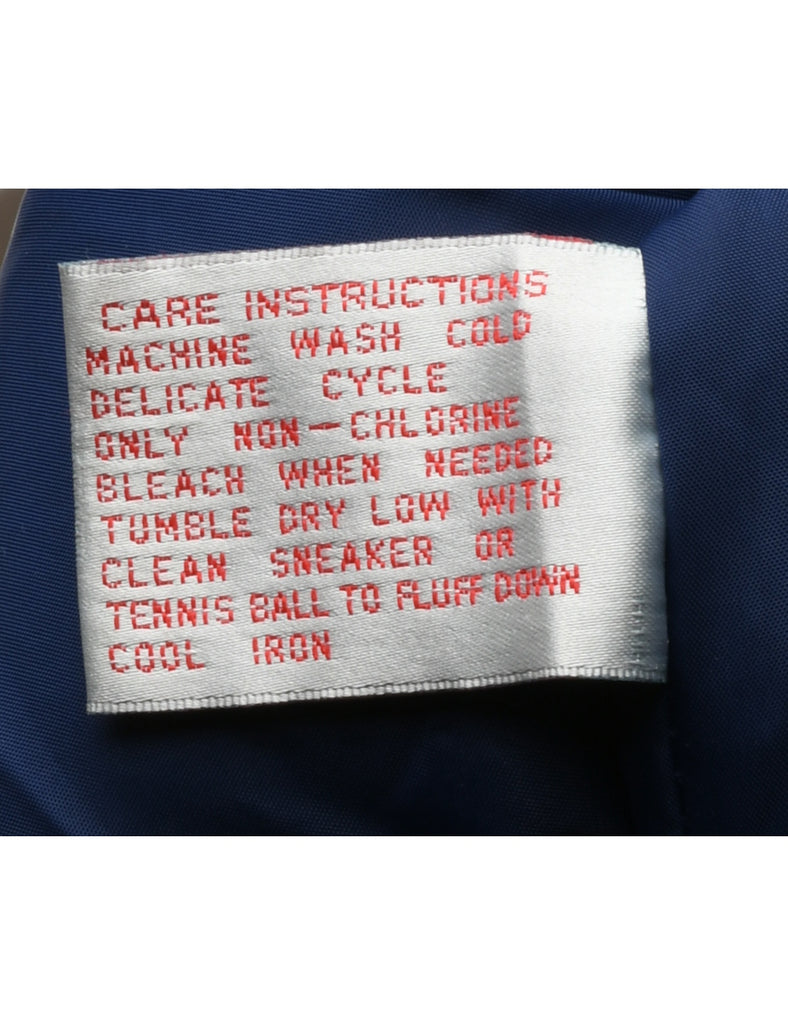 CARE INSTRUCTIONS
MACHINE WASH COLD
DELICATE CYCLE
ONLY NON-CHLORINE
BLEACH WHEN NEEDED
TUMBLE DRY LOW WITH
CLEAN SNEAKER OR
TENNIS BALL TO FLUFF DOWN
COOL IRON